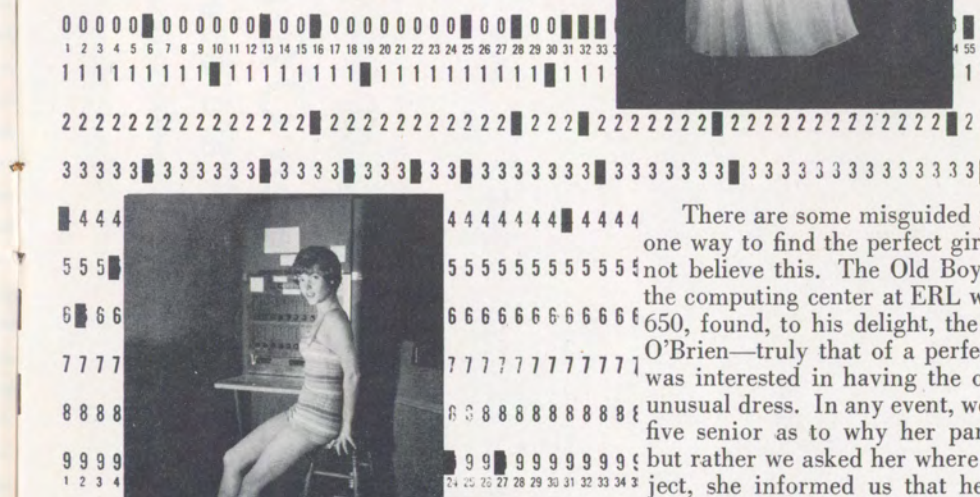 0 0 0 0 0 0 0 0 0 0 0 0 0 0 0 0 0 0 0 0 0 0 0 0 0 0
1 2 3 4 5 6 7 8 9 10 11 12 13 14 15 16 17 18 19 20 21 22 23 24 25 26 27 28 29 30 31 32 33 55
1 1 1 1 1 1 1 1 1 1 1 1 1 1 1 1 1 1 1 1 1 1 1 1 1 1 1 1 1 1
2 2 2 2 2 2 2 2 2 2 2 2 2 2 2 2 2 2 2 2 2 2 2 2 2 2 2 2 2 2 2 2 2 2 2 2 2 2 2 2 2 2 2 2 2 2 2 2 2 2
3 3 3 3 3 3 3 3 3 3 3 3 3 3 3 3 3 3 3 3 3 3 3 3 3 3 3 3 3 3 3 3 3 3 3 3 3 3 3 3 3 3 3 3 3 3 3
4 4 4 4 4 4 4 4 4 4 4 4 4 4
5 5 5 5 5 5 5 5 5 5 5 5 5 5
6 6 6 6 6 6 6 6 6 6 6 6 6 6
7 7 7 7 7 7 7 7 7 7 7 7 7 7 7
8 8 8 8 8 8 8 8 8 8 8 8 8
9 9 9 9 9 9 9 9 9 9 9 9 9
1 2 3 4 24 25 26 27 28 29 30 31 32 33 34
There are some misguided
one way to find the perfect
not believe this. The Old
the computing center at ERL
650, found, to his delight, the
O'Brien—truly that of a
was interested in having the
unusual dress. In any event,
five senior as to why her
but rather we asked her where
ject, she informed us that